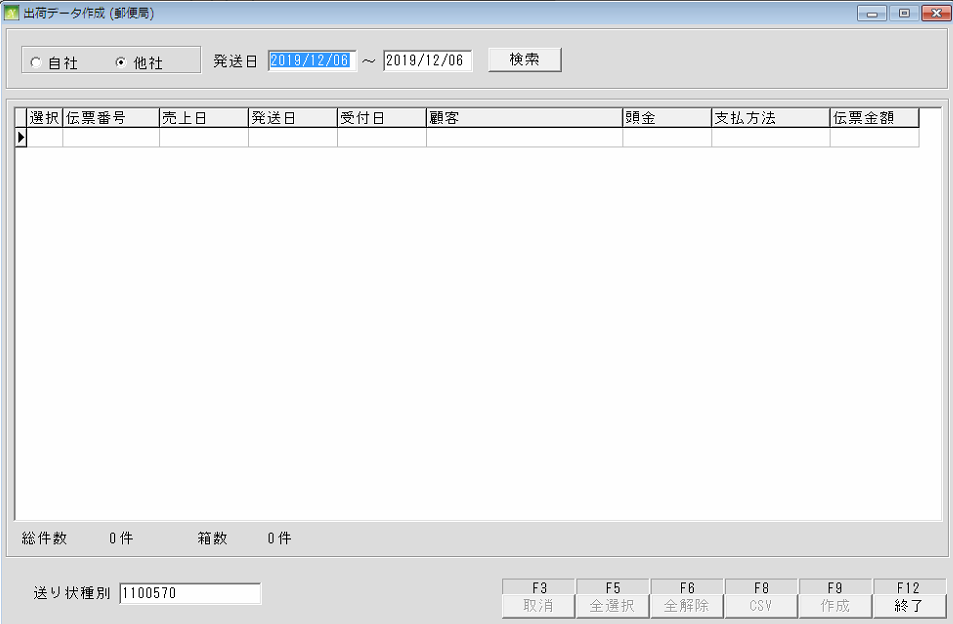 出荷データ作成 (郵便局)
自社 他社 発送日 2019/12/06 ～ 2019/12/06 検索
選択 伝票番号 売上日 発送日 受付日 顧客 頭金 支払方法 伝票金額
総件数 0件 箱数 0件
送り状種別 1100570
F3 F5 F6 F8 F9 F12
取消 全選択 全解除 CSV 作成 終了